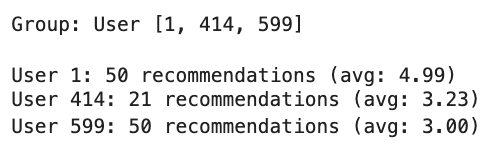 Group: User [1, 414, 599]
User 1: 50 recommendations (avg: 4.99)
User 414: 21 recommendations (avg: 3.23)
User 599: 50 recommendations (avg: 3.00)